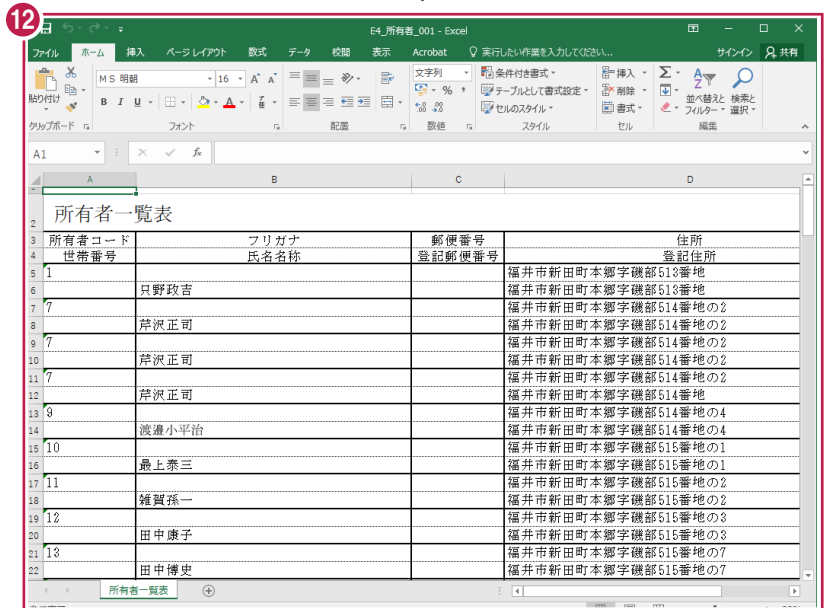 12
E4_所有者_001 - Excel
ファイル ホーム 挿入 ページ レイアウト 数式 データ 校閲 表示 Acrobat 実行したい作業を入力してください... サインイン 共有
貼り付け
ＭＳ 明朝 16 A A
B I U A
文字列
% ,
条件付き書式
テーブルとして書式設定
セルのスタイル
挿入
削除
書式
Σ
並べ替えと フィルター
検索と 選択
クリップボード フォント 配置 数値 スタイル セル 編集
A1 fx
A B C D
2 所有者一覧表
3 所有者コード フリガナ 郵便番号 住所
4 世帯番号 氏名名称 登記郵便番号 登記住所
5 1 福井市新田町本郷字磯部513番地
6 只野政吉 福井市新田町本郷字磯部513番地
7 7 福井市新田町本郷字磯部514番地の2
8 芹沢正司 福井市新田町本郷字磯部514番地の2
9 7 福井市新田町本郷字磯部514番地の2
10 芹沢正司 福井市新田町本郷字磯部514番地の2
11 7 福井市新田町本郷字磯部514番地の2
12 芹沢正司 福井市新田町本郷字磯部514番地
13 9 福井市新田町本郷字磯部514番地の4
14 渡邉小平治 福井市新田町本郷字磯部514番地の4
15 10 福井市新田町本郷字磯部515番地の1
16 最上泰三 福井市新田町本郷字磯部515番地の1
17 11 福井市新田町本郷字磯部515番地の2
18 雑賀孫一 福井市新田町本郷字磯部515番地の2
19 12 福井市新田町本郷字磯部515番地の3
20 田中康子 福井市新田町本郷字磯部515番地の3
21 13 福井市新田町本郷字磯部515番地の7
22 田中博史 福井市新田町本郷字磯部515番地の7
所有者一覧表